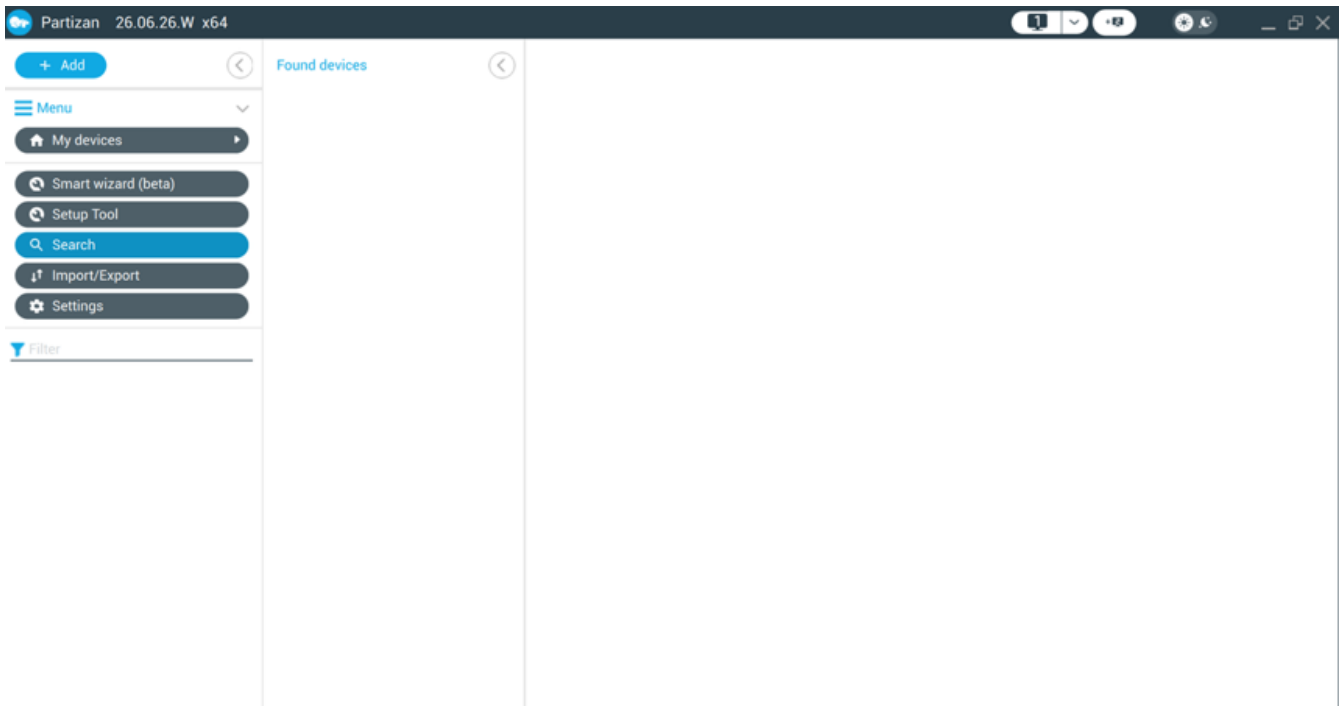 Partizan 26.06.26.W x64
1
+ Add
Found devices
Menu
My devices
Smart wizard (beta)
Setup Tool
Search
Import/Export
Settings
Filter